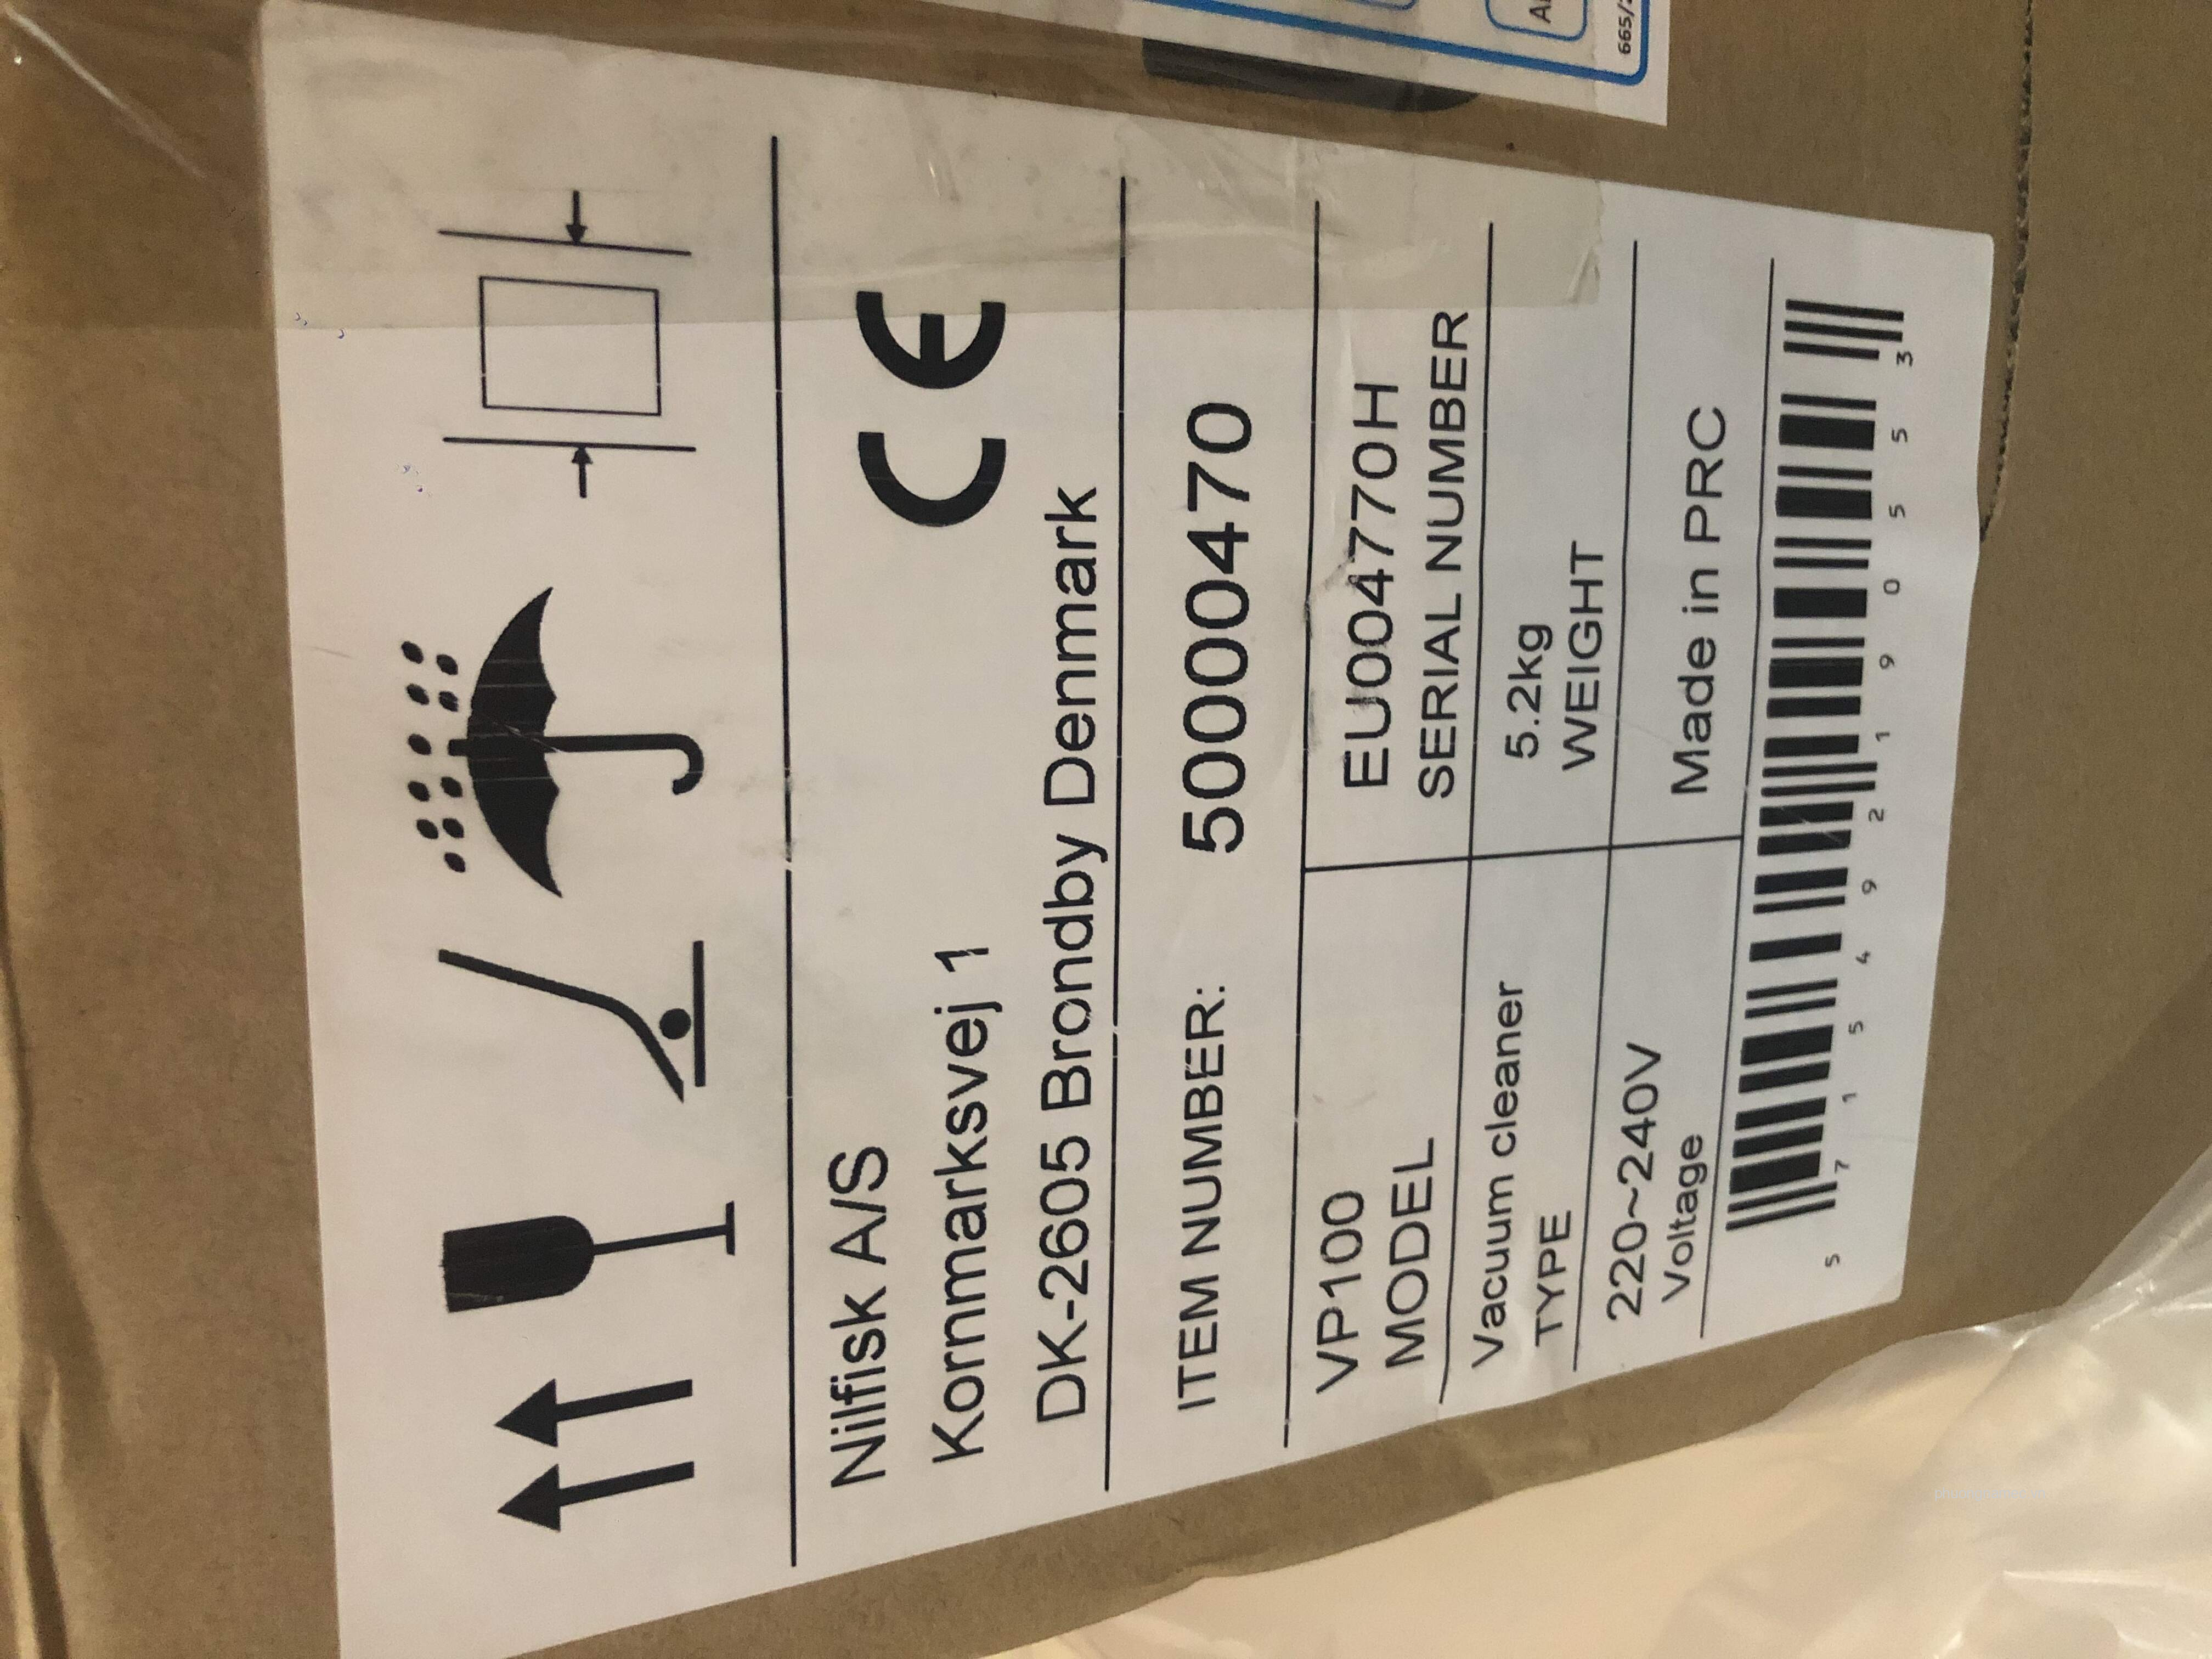 Nilfisk A/S
Kornmarksvej 1
DK-2605 Brondby Denmark
CE
ITEM NUMBER: 50000470
VP100
MODEL
EU004770H
SERIAL NUMBER
Vacuum cleaner
TYPE
5.2kg
WEIGHT
220~240V
Voltage
Made in PRC
5 7 1 5 4 9 2 1 9 0 5 5 3